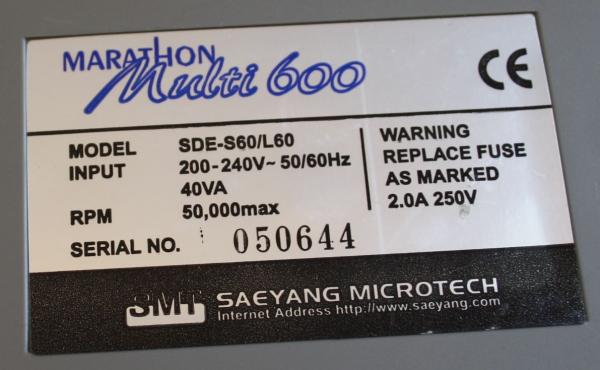 MARATHON
Multi 600
CE
MODEL SDE-S60/L60
INPUT 200-240V~ 50/60Hz
40VA
RPM 50,000max
SERIAL NO. 050644
WARNING
REPLACE FUSE
AS MARKED
2.0A 250V
SMT SAEYANG MICROTECH
Internet Address http://www.saeyang.com